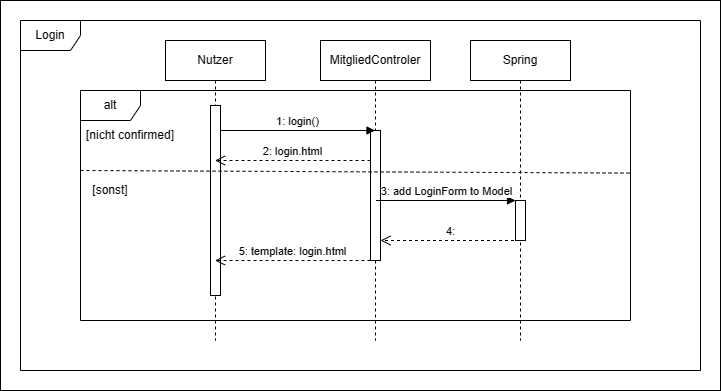 Login
Nutzer
MitgliedControler
Spring
alt
[nicht confirmed]
1: login()
2: login.html
[sonst]
3: add LoginForm to Model
4:
5: template: login.html